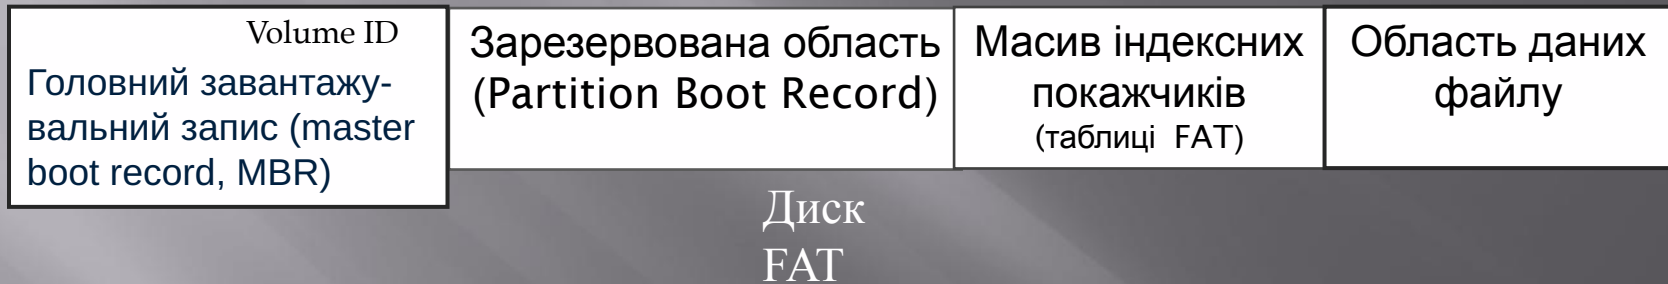 Volume ID
Головний завантажу-
вальний запис (master
boot record, MBR)
Зарезервована область
(Partition Boot Record)
Масив індексних
покажчиків
(таблиці FAT)
Область даних
файлу
Диск
FAT